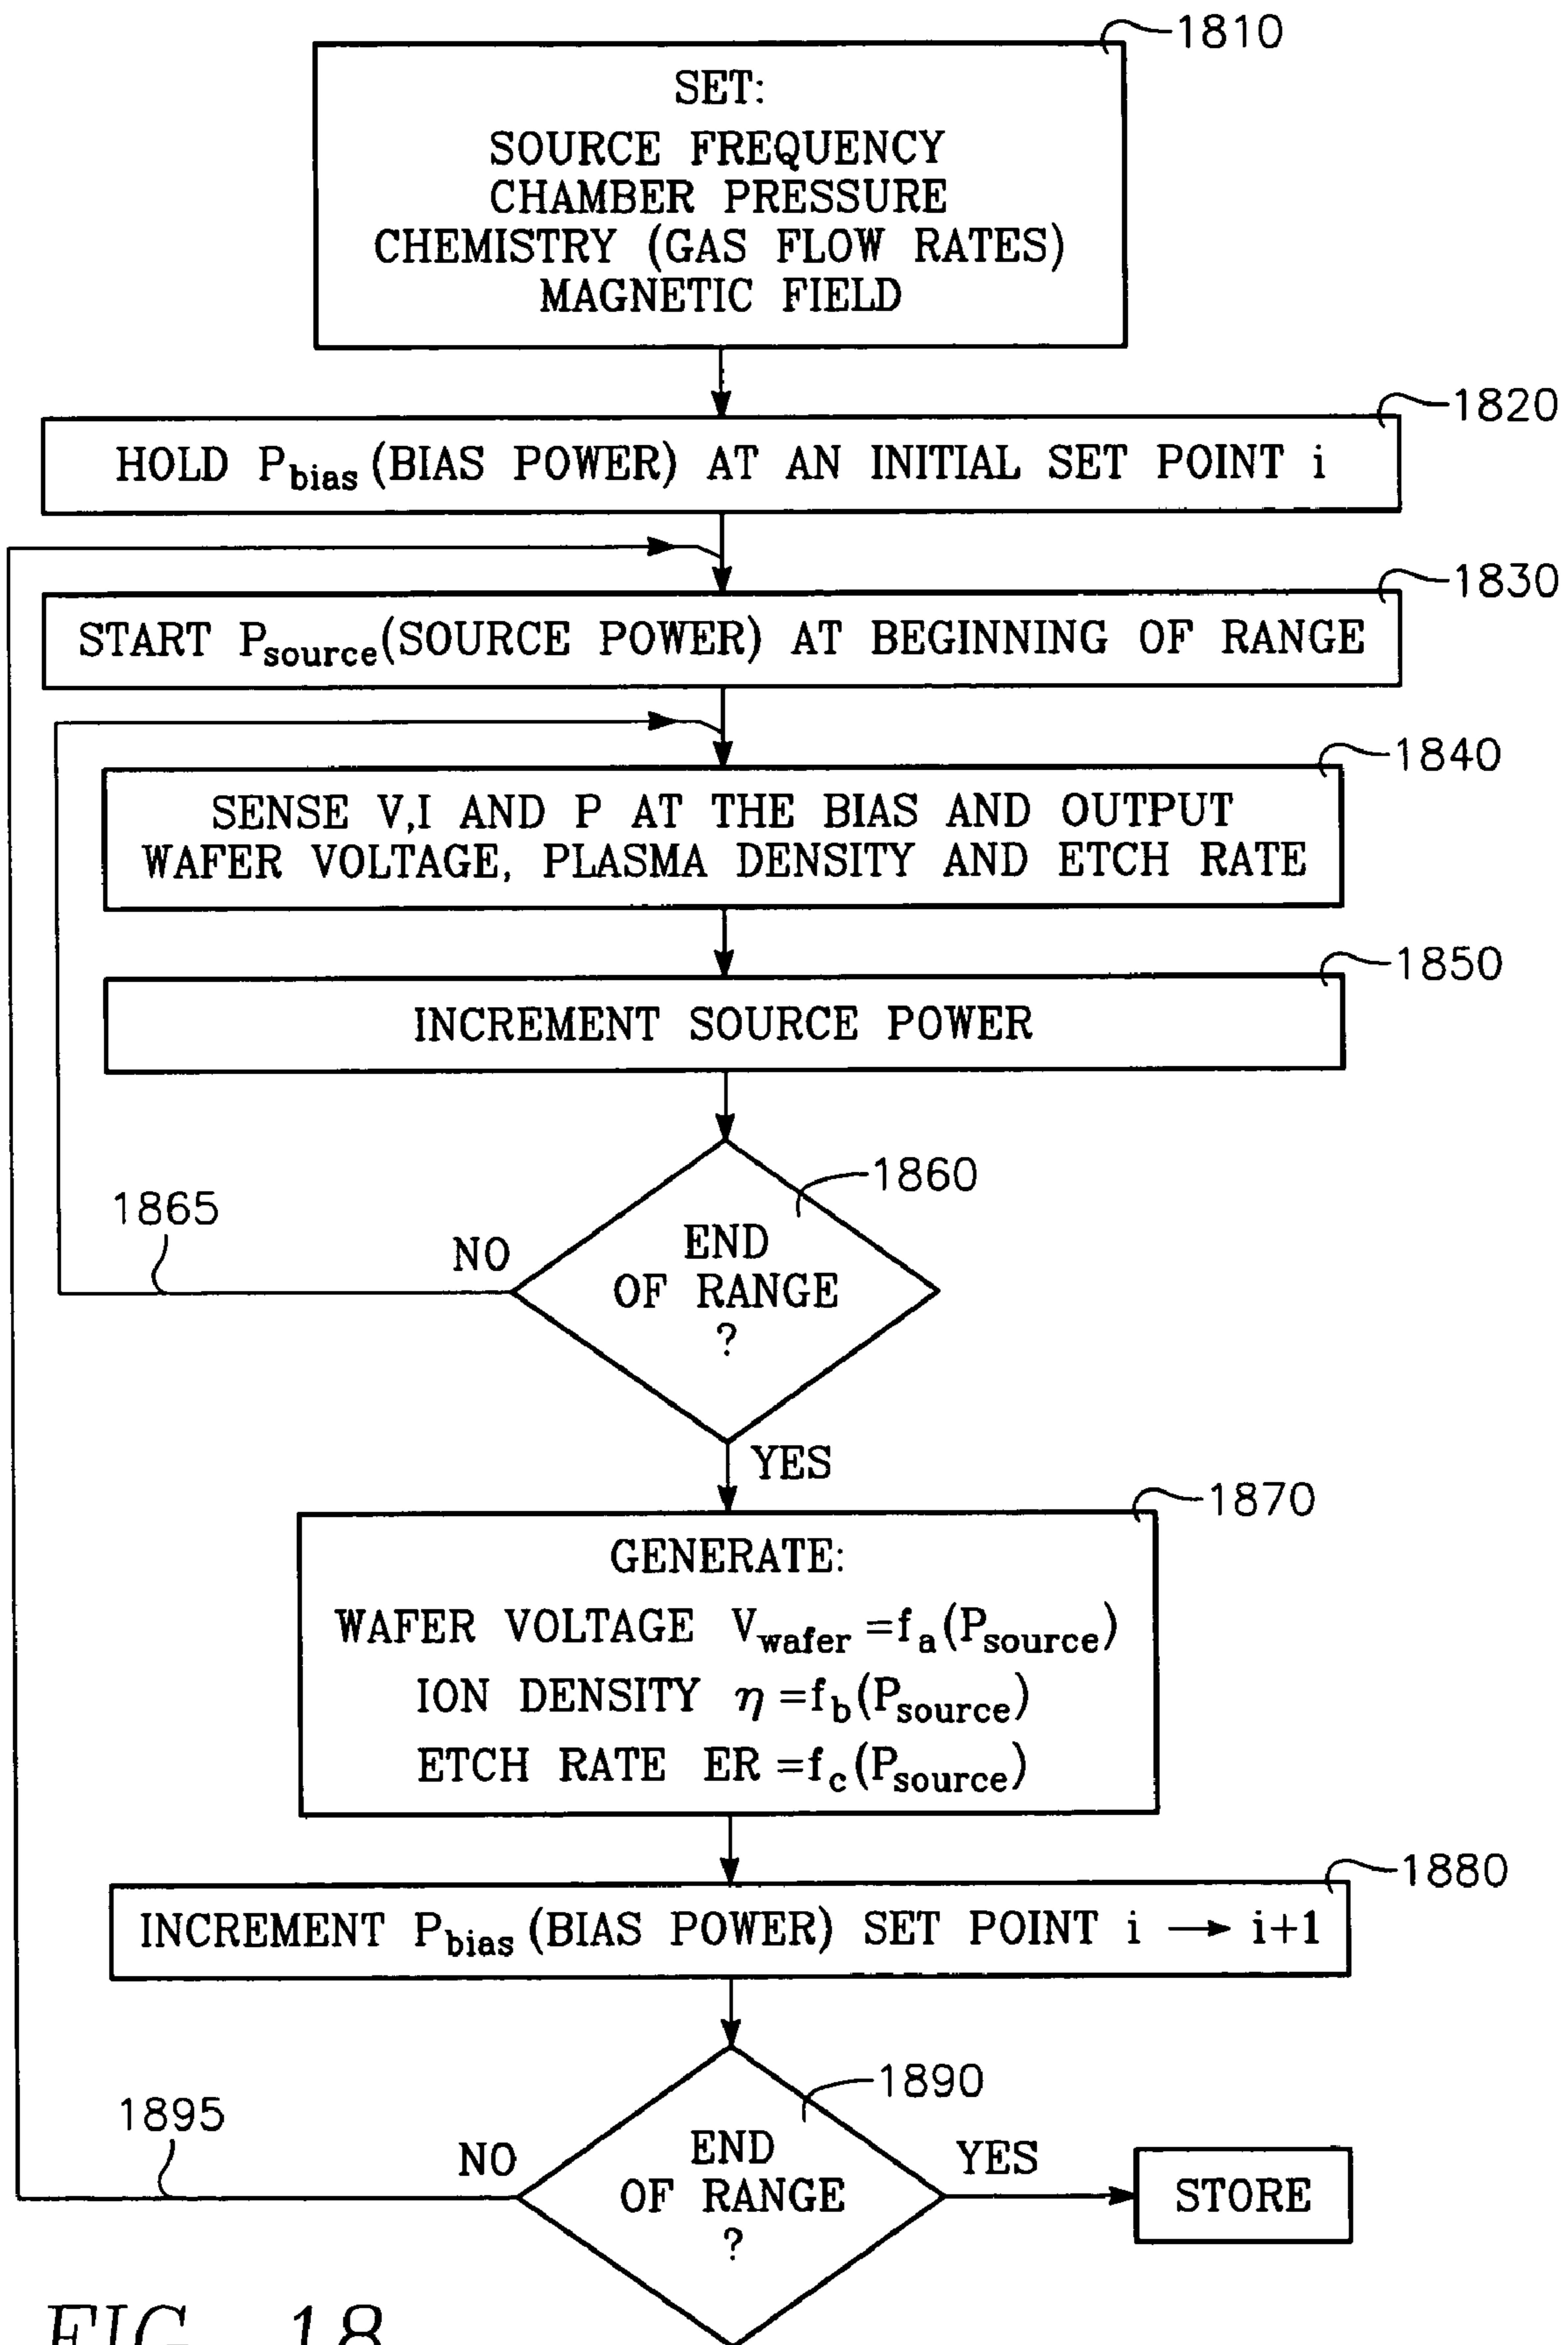 1810
SET:
SOURCE FREQUENCY
CHAMBER PRESSURE
CHEMISTRY (GAS FLOW RATES)
MAGNETIC FIELD
1820
HOLD Pbias (BIAS POWER) AT AN INITIAL SET POINT i
1830
START Psource (SOURCE POWER) AT BEGINNING OF RANGE
1840
SENSE V,I AND P AT THE BIAS AND OUTPUT
WAFER VOLTAGE, PLASMA DENSITY AND ETCH RATE
1850
INCREMENT SOURCE POWER
1860
1865
NO
END
OF RANGE
?
YES
1870
GENERATE:
WAFER VOLTAGE Vwafer =fa(Psource)
ION DENSITY η =fb(Psource)
ETCH RATE ER =fc(Psource)
1880
INCREMENT Pbias (BIAS POWER) SET POINT i → i+1
1890
1895
NO
END
OF RANGE
?
YES
STORE
FIG. 18